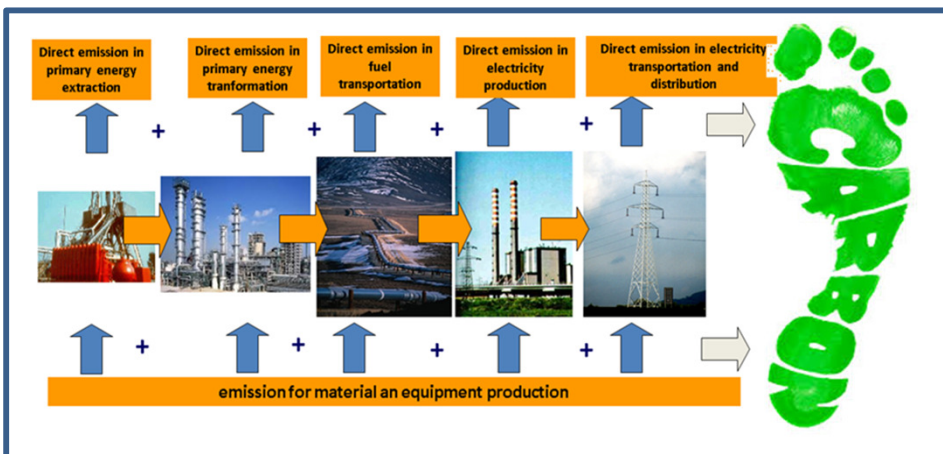 Direct emission in
primary energy
extraction
Direct emission in
primary energy
tranformation
Direct emission in
fuel
transportation
Direct emission in
electricity
production
Direct emission in electricity
transportation and
distribution
+ + + +
CARBON
+ + + +
emission for material an equipment production